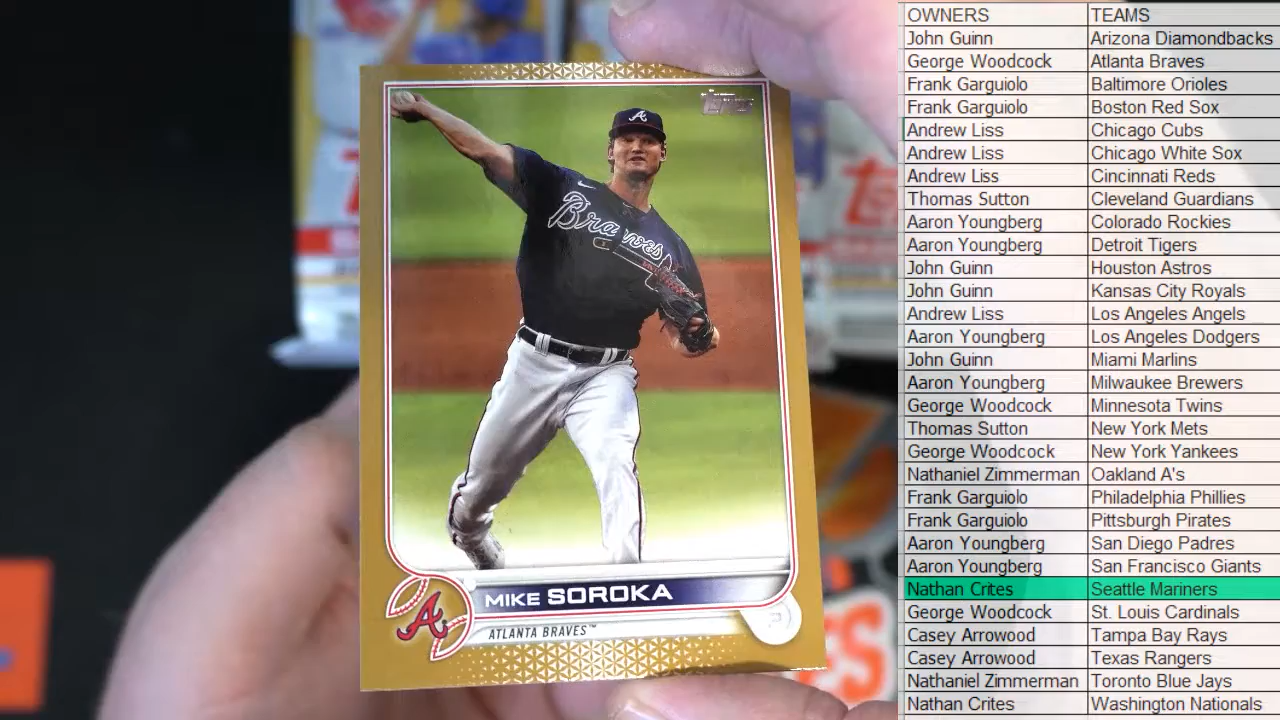 Topps
Braves
A
MIKE SOROKA
A
ATLANTA BRAVES™
P
OWNERS TEAMS
John Guinn Arizona Diamondbacks
George Woodcock Atlanta Braves
Frank Garguiolo Baltimore Orioles
Frank Garguiolo Boston Red Sox
Andrew Liss Chicago Cubs
Andrew Liss Chicago White Sox
Andrew Liss Cincinnati Reds
Thomas Sutton Cleveland Guardians
Aaron Youngberg Colorado Rockies
Aaron Youngberg Detroit Tigers
John Guinn Houston Astros
John Guinn Kansas City Royals
Andrew Liss Los Angeles Angels
Aaron Youngberg Los Angeles Dodgers
John Guinn Miami Marlins
Aaron Youngberg Milwaukee Brewers
George Woodcock Minnesota Twins
Thomas Sutton New York Mets
George Woodcock New York Yankees
Nathaniel Zimmerman Oakland A's
Frank Garguiolo Philadelphia Phillies
Frank Garguiolo Pittsburgh Pirates
Aaron Youngberg San Diego Padres
Aaron Youngberg San Francisco Giants
Nathan Crites Seattle Mariners
George Woodcock St. Louis Cardinals
Casey Arrowood Tampa Bay Rays
Casey Arrowood Texas Rangers
Nathaniel Zimmerman Toronto Blue Jays
Nathan Crites Washington Nationals